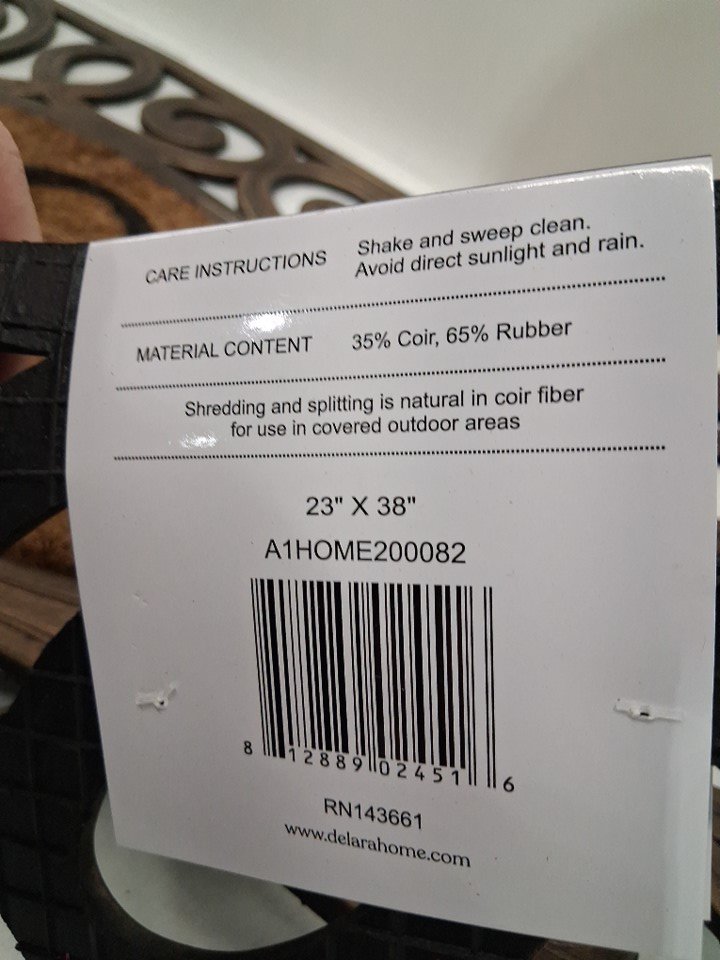 CARE INSTRUCTIONS Shake and sweep clean.
Avoid direct sunlight and rain.
MATERIAL CONTENT 35% Coir, 65% Rubber
Shredding and splitting is natural in coir fiber
for use in covered outdoor areas
23" X 38"
A1HOME200082
8 12889 02451 6
RN143661
www.delarahome.com